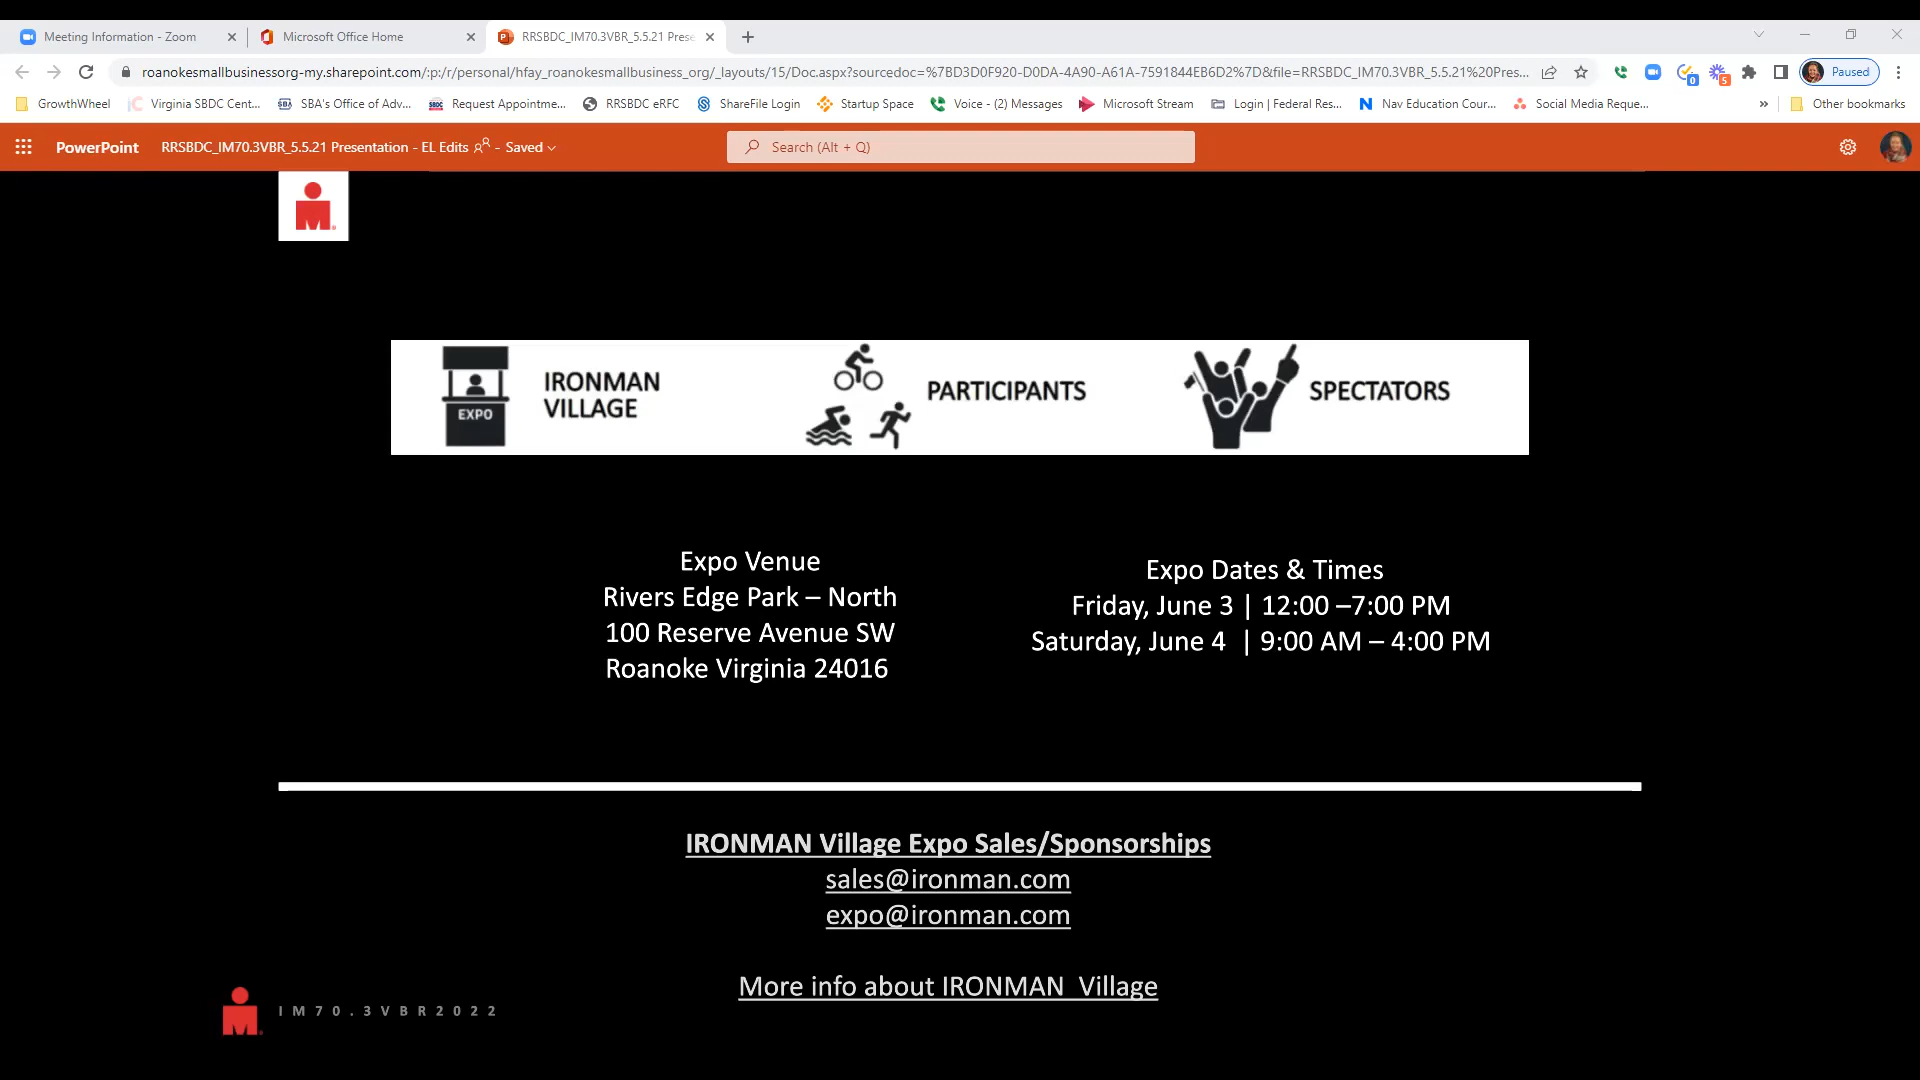 Meeting Information - Zoom
Microsoft Office Home
RRSBDC_IM70.3VBR_5.5.21 Prese
roanokesmallbusinessorg-my.sharepoint.com/:p:/r/personal/hfay_roanokesmallbusiness_org/_layouts/15/Doc.aspx?sourcedoc=%7BD3D0F920-D0DA-4A90-A61A-7591844EB6D2%7D&file=RRSBDC_IM70.3VBR_5.5.21%20Pres...
0
5
Paused
GrowthWheel
Virginia SBDC Cent...
SBA's Office of Adv...
Request Appointme...
RRSBDC eRFC
ShareFile Login
Startup Space
Voice - (2) Messages
Microsoft Stream
Login | Federal Res...
Nav Education Cour...
Social Media Reque...
»
Other bookmarks
PowerPoint
RRSBDC_IM70.3VBR_5.5.21 Presentation - EL Edits - Saved
Search (Alt + Q)
EXPO
IRONMAN
VILLAGE
PARTICIPANTS
SPECTATORS
Expo Venue
Rivers Edge Park – North
100 Reserve Avenue SW
Roanoke Virginia 24016
Expo Dates & Times
Friday, June 3 | 12:00 –7:00 PM
Saturday, June 4 | 9:00 AM – 4:00 PM
IRONMAN Village Expo Sales/Sponsorships
sales@ironman.com
expo@ironman.com
More info about IRONMAN Village
IM70.3VBR2022